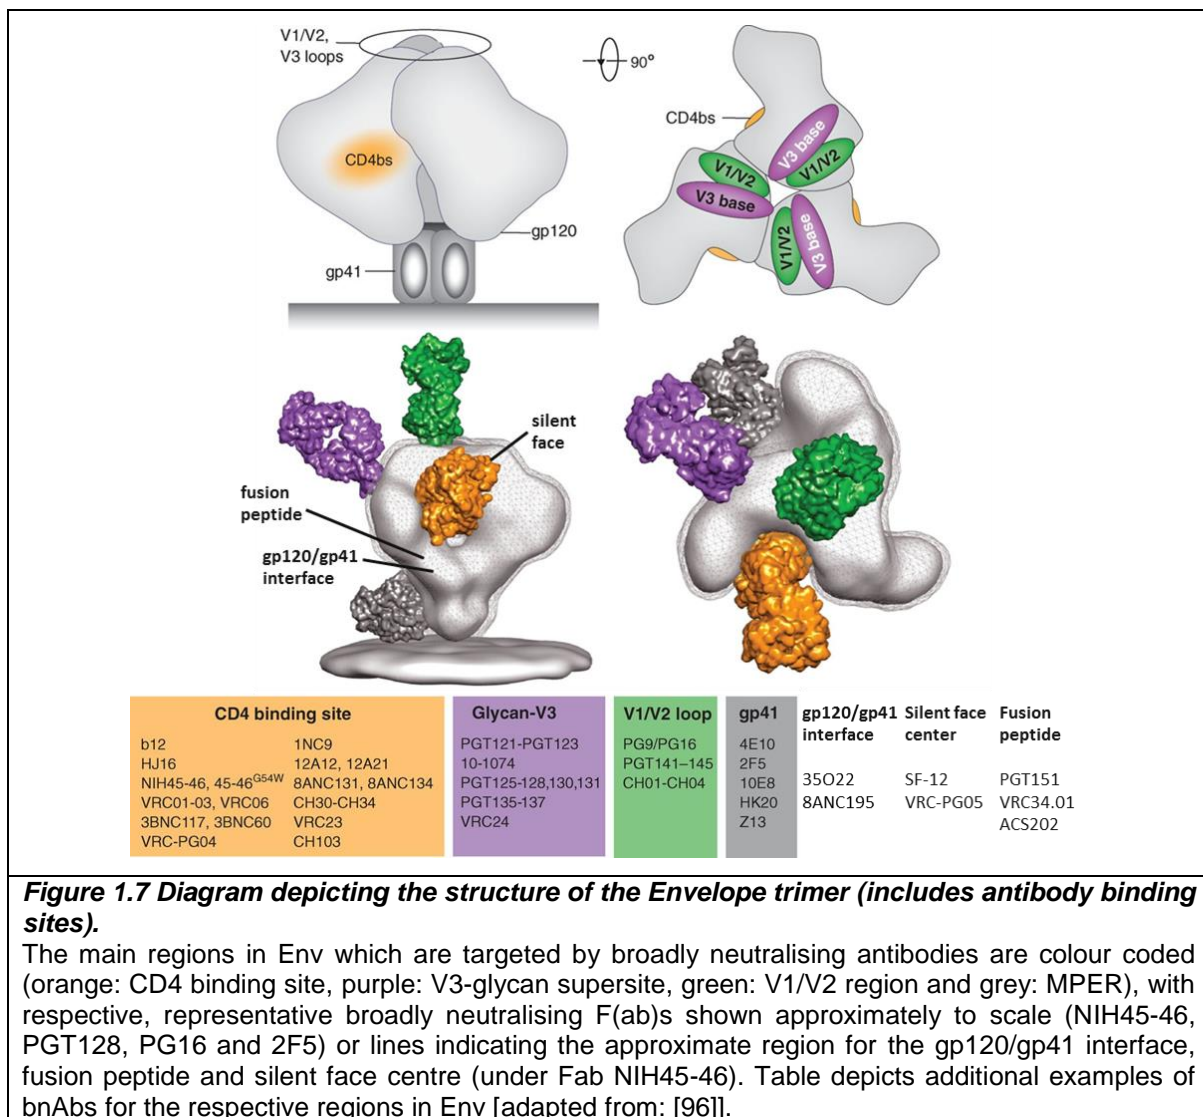 V1/V2,
V3 loops
90°
CD4bs
CD4bs
V3 base
V1/V2
V1/V2
V3 base
V1/V2
V3 base
gp120
gp41
silent
face
fusion
peptide
gp120/gp41
interface
CD4 binding site
b12 1NC9
HJ16 12A12, 12A21
NIH45-46, 45-46G54W 8ANC131, 8ANC134
VRC01-03, VRC06 CH30-CH34
3BNC117, 3BNC60 VRC23
VRC-PG04 CH103
Glycan-V3
PGT121-PGT123
10-1074
PGT125-128,130,131
PGT135-137
VRC24
V1/V2 loop
PG9/PG16
PGT141–145
CH01-CH04
gp41
4E10
2F5
10E8
HK20
Z13
gp120/gp41
interface
35O22
8ANC195
Silent face
center
SF-12
VRC-PG05
Fusion
peptide
PGT151
VRC34.01
ACS202
Figure 1.7 Diagram depicting the structure of the Envelope trimer (includes antibody binding
sites).
The main regions in Env which are targeted by broadly neutralising antibodies are colour coded
(orange: CD4 binding site, purple: V3-glycan supersite, green: V1/V2 region and grey: MPER), with
respective, representative broadly neutralising F(ab)s shown approximately to scale (NIH45-46,
PGT128, PG16 and 2F5) or lines indicating the approximate region for the gp120/gp41 interface,
fusion peptide and silent face centre (under Fab NIH45-46). Table depicts additional examples of
bnAbs for the respective regions in Env [adapted from: [96]].